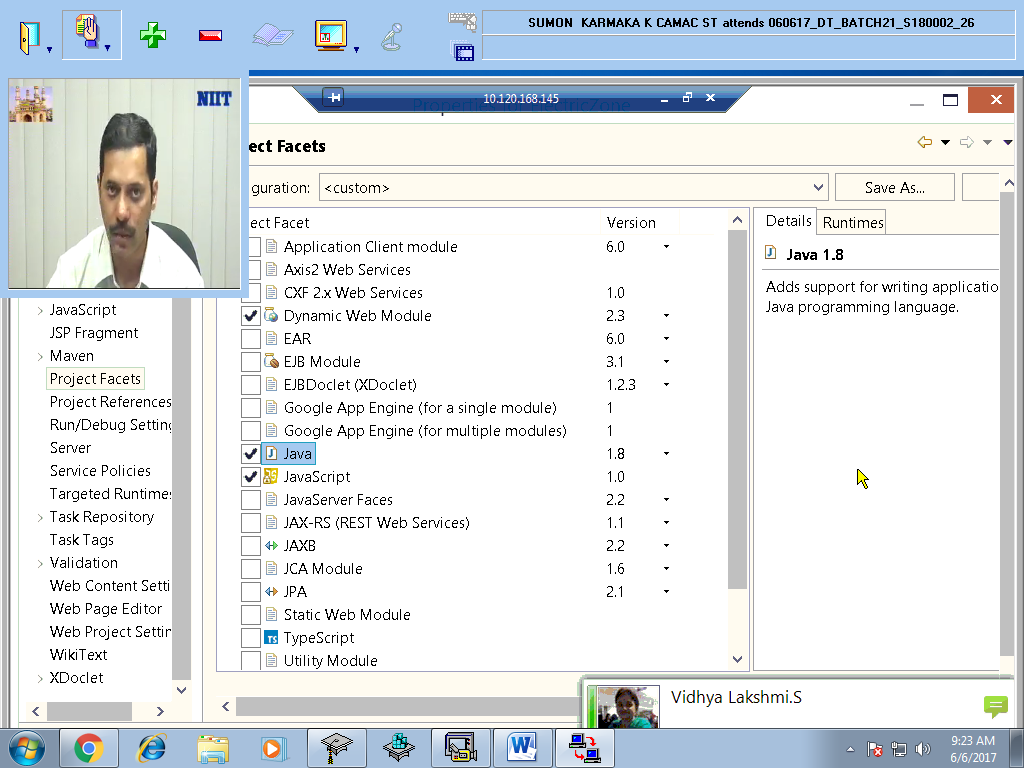 SUMON KARMAKA K CAMAC ST attends 060617_DT_BATCH21_S180002_26
NIIT
10.120.168.145
ect Facets
guration:
<custom>
Save As...
ect Facet
Version
Application Client module
6.0
Axis2 Web Services
CXF 2.x Web Services
1.0
Dynamic Web Module
2.3
EAR
6.0
EJB Module
3.1
EJBDoclet (XDoclet)
1.2.3
Google App Engine (for a single module)
1
Google App Engine (for multiple modules)
1
Java
1.8
JavaScript
1.0
JavaServer Faces
2.2
JAX-RS (REST Web Services)
1.1
JAXB
2.2
JCA Module
1.6
JPA
2.1
Static Web Module
TypeScript
Utility Module
Details
Runtimes
Java 1.8
Adds support for writing applicatio
Java programming language.
JavaScript
JSP Fragment
Maven
Project Facets
Project References
Run/Debug Setting
Server
Service Policies
Targeted Runtimes
Task Repository
Task Tags
Validation
Web Content Setti
Web Page Editor
Web Project Settin
WikiText
XDoclet
Vidhya Lakshmi.S
9:23 AM
6/6/2017